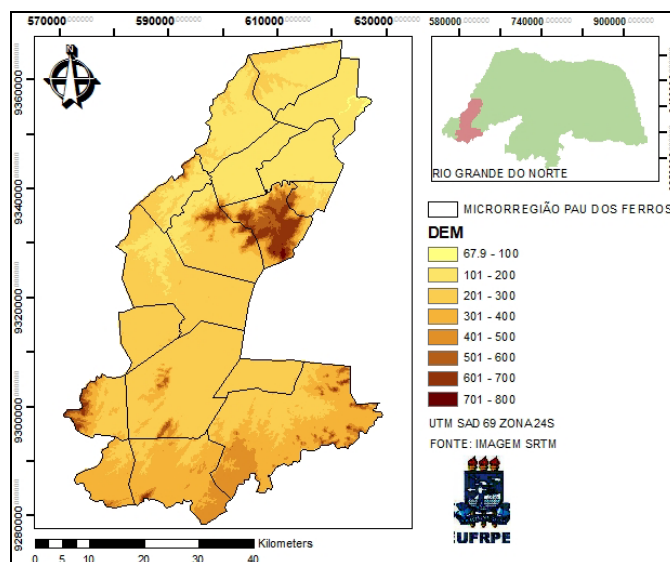 570000 590000 610000 630000
580000 740000 900000
N
9360000
9340000
9320000
9300000
9280000
RIO GRANDE DO NORTE
MICRORREGIÃO PAU DOS FERROS
DEM
67.9 - 100
101 - 200
201 - 300
301 - 400
401 - 500
501 - 600
601 - 700
701 - 800
UTM SAD 69 ZONA 24S
FONTE: IMAGEM SRTM
UFRPE
Kilometers
0 5 10 20 30 40